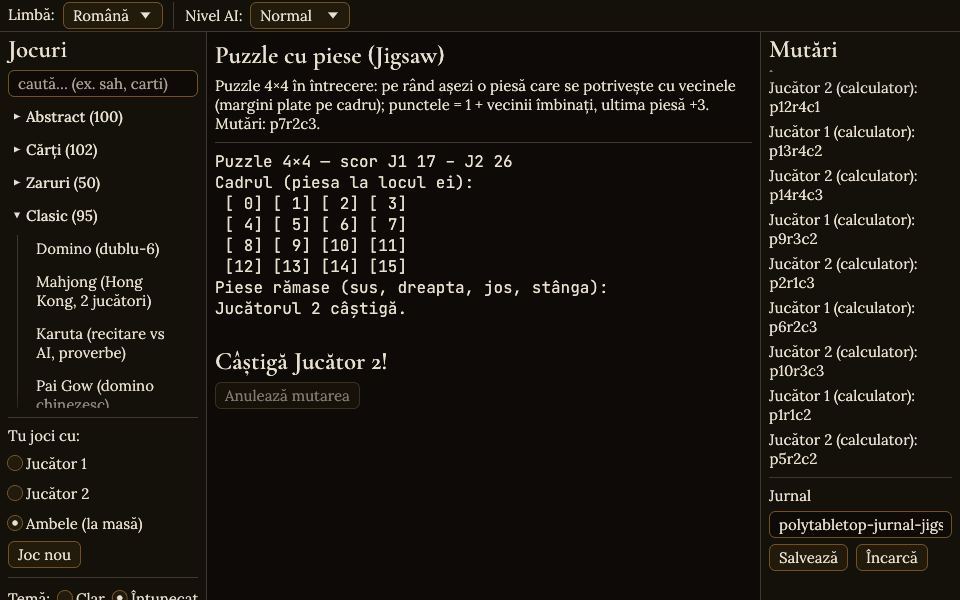 Limbă:
Română
Nivel AI:
Normal
Jocuri
caută... (ex. sah, carti)
Abstract (100)
Cărți (102)
Zaruri (50)
Clasic (95)
Domino (dublu-6)
Mahjong (Hong
Kong, 2 jucători)
Karuta (recitare vs
AI, proverbe)
Pai Gow (domino
chinezesc)
Tu joci cu:
Jucător 1
Jucător 2
Ambele (la masă)
Joc nou
Temă:
Clar
Întunecat
Puzzle cu piese (Jigsaw)
Puzzle 4×4 în întrecere: pe rând așezi o piesă care se potrivește cu vecinele
(margini plate pe cadru); punctele = 1 + vecinii îmbinați, ultima piesă +3.
Mutări: p7r2c3.
Puzzle 4×4 — scor J1 17 – J2 26
Cadrul (piesa la locul ei):
[ 0] [ 1] [ 2] [ 3]
[ 4] [ 5] [ 6] [ 7]
[ 8] [ 9] [10] [11]
[12] [13] [14] [15]
Piese rămase (sus, dreapta, jos, stânga):
Jucătorul 2 câștigă.
Câștigă Jucător 2!
Anulează mutarea
Mutări
Jucător 2 (calculator):
p12r4c1
Jucător 1 (calculator):
p13r4c2
Jucător 2 (calculator):
p14r4c3
Jucător 1 (calculator):
p9r3c2
Jucător 2 (calculator):
p2r1c3
Jucător 1 (calculator):
p6r2c3
Jucător 2 (calculator):
p10r3c3
Jucător 1 (calculator):
p1r1c2
Jucător 2 (calculator):
p5r2c2
Jurnal
polytabletop-jurnal-jigs
Salvează
Încarcă